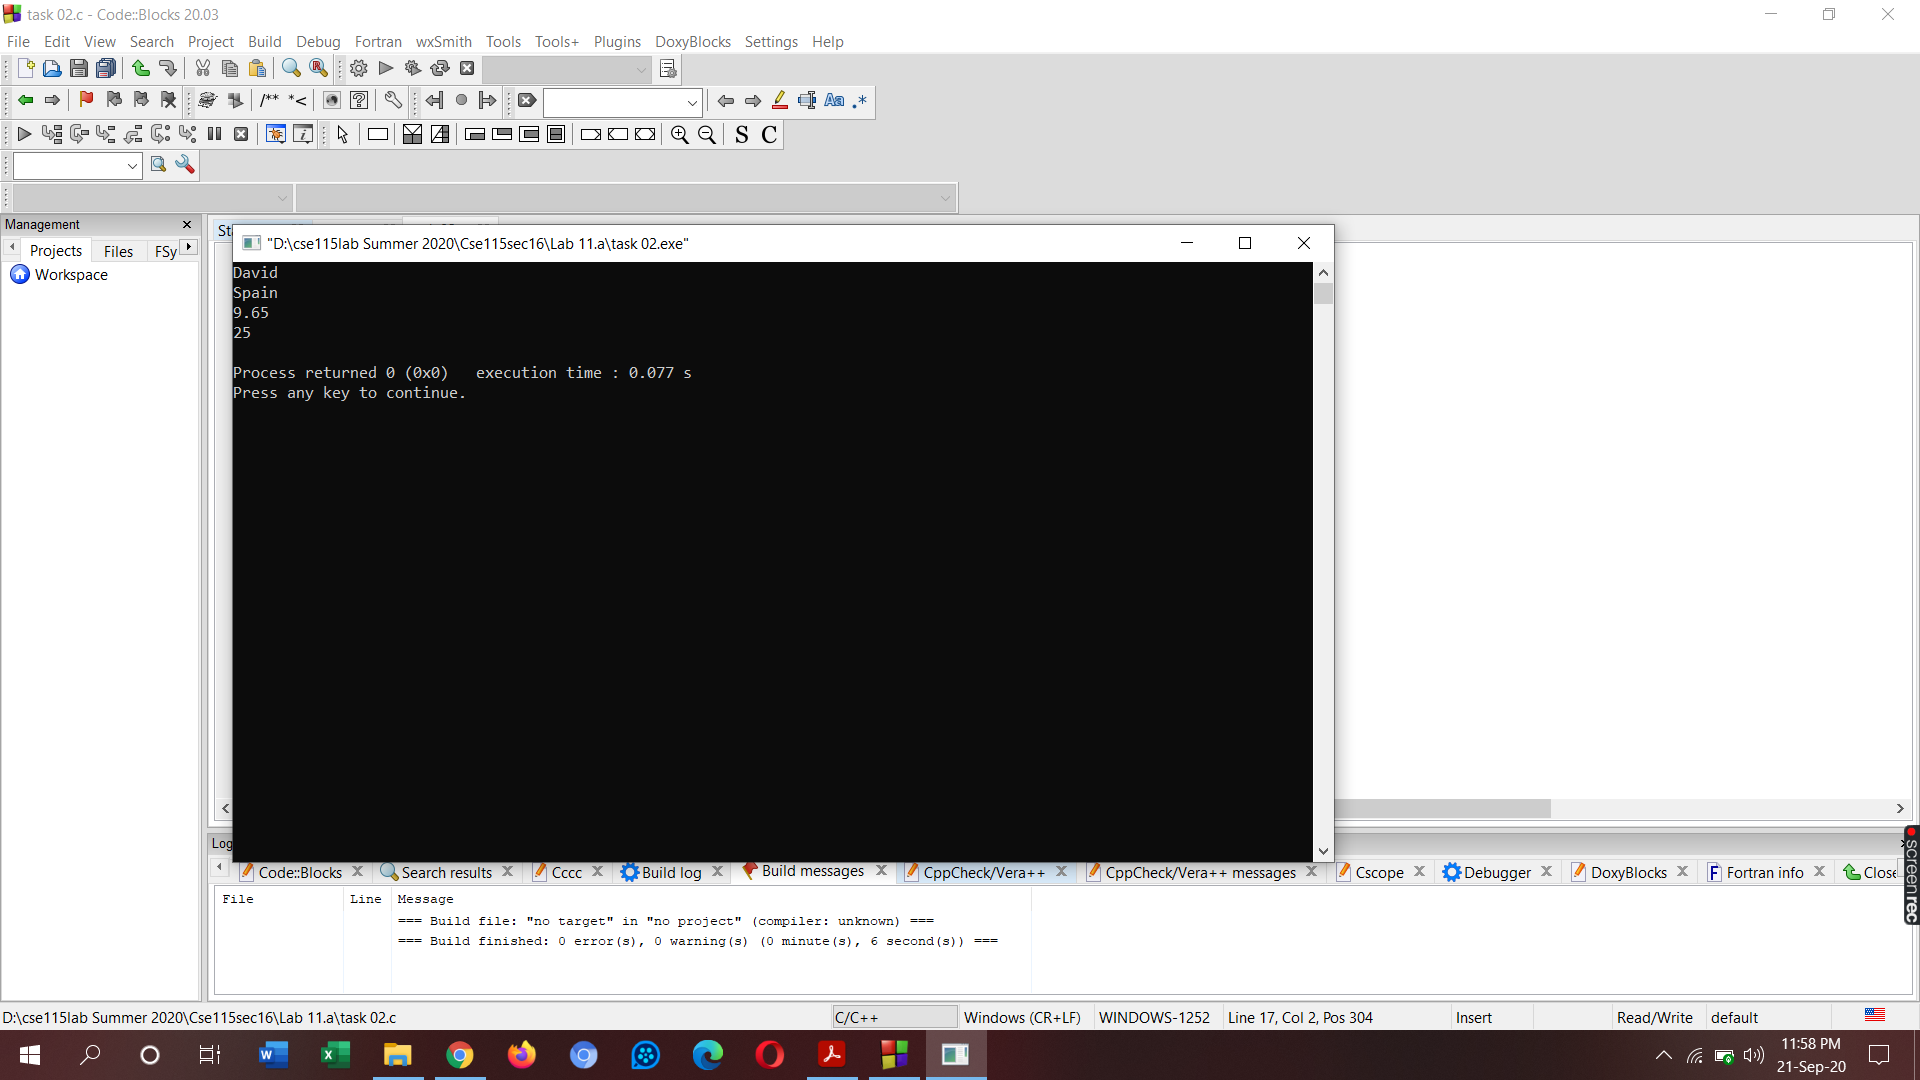 task 02.c - Code::Blocks 20.03
File Edit View Search Project Build Debug Fortran wxSmith Tools Tools+ Plugins DoxyBlocks Settings Help
/** *<
Aa .*
S C
Management
Projects Files FSy
Workspace
St
"D:\cse115lab Summer 2020\Cse115sec16\Lab 11.a\task 02.exe"
David
Spain
9.65
25
Process returned 0 (0x0)   execution time : 0.077 s
Press any key to continue.
Log
Code::Blocks Search results Cccc Build log Build messages CppCheck/Vera++ CppCheck/Vera++ messages Cscope Debugger DoxyBlocks Fortran info Close
File Line Message
=== Build file: "no target" in "no project" (compiler: unknown) ===
=== Build finished: 0 error(s), 0 warning(s) (0 minute(s), 6 second(s)) ===
screenrec
D:\cse115lab Summer 2020\Cse115sec16\Lab 11.a\task 02.c C/C++ Windows (CR+LF) WINDOWS-1252 Line 17, Col 2, Pos 304 Insert Read/Write default
11:58 PM
21-Sep-20